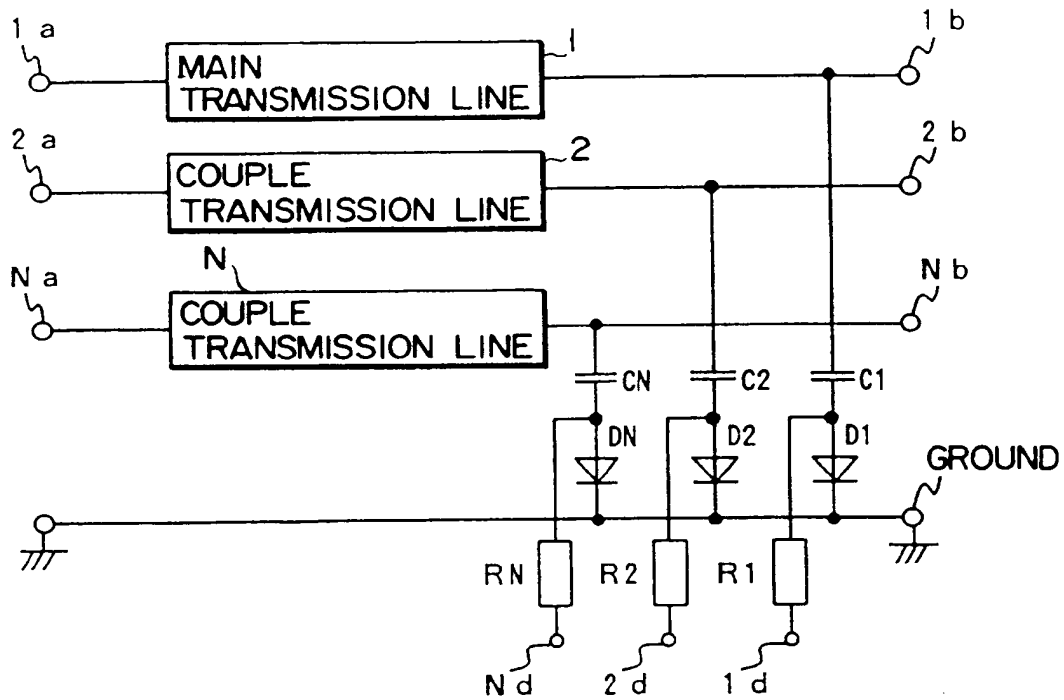 1 a
1
1 b
MAIN
TRANSMISSION LINE
2 a
2
2 b
COUPLE
TRANSMISSION LINE
N a
N
N b
COUPLE
TRANSMISSION LINE
CN
C2
C1
DN
D2
D1
GROUND
RN
R2
R1
N d
2 d
1 d